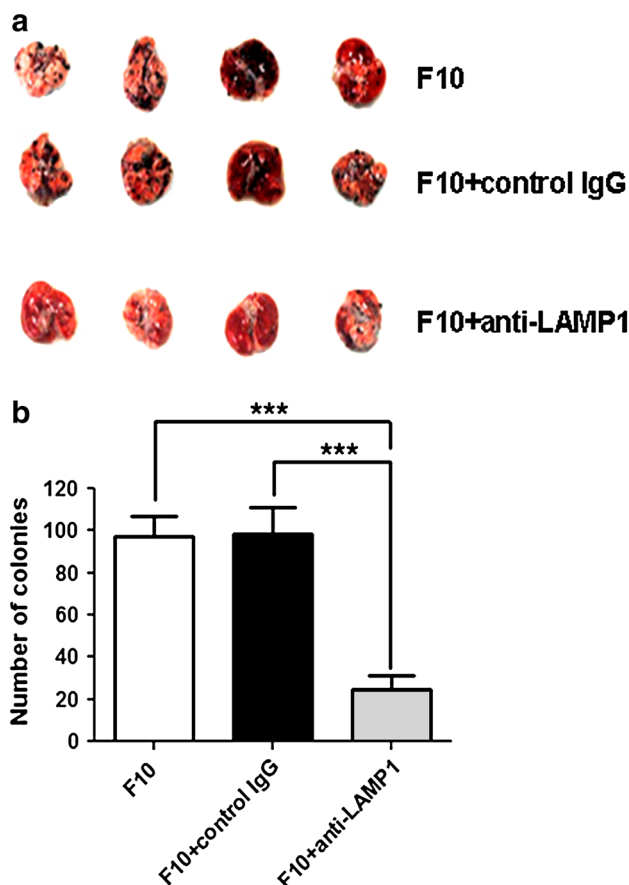 a
F10
F10+control IgG
F10+anti-LAMP1
b
***
***
Number of colonies
120
100
80
60
40
20
0
F10
F10+control IgG
F10+anti-LAMP1